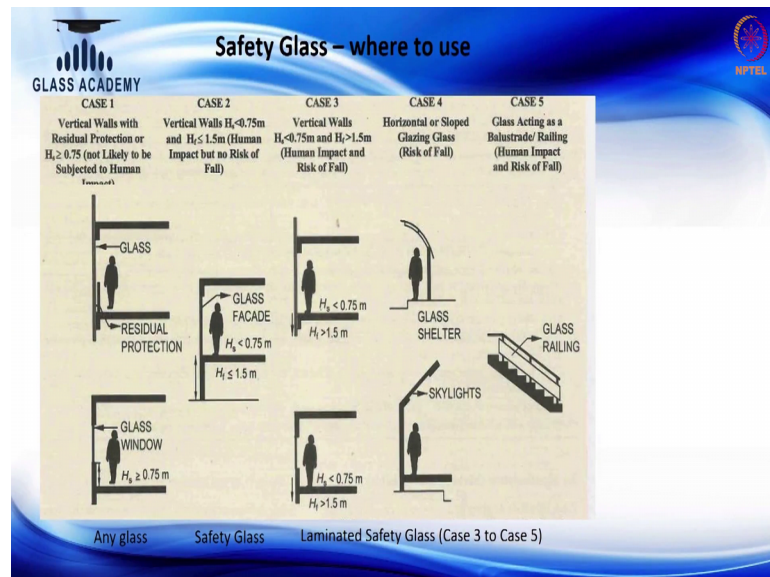 Safety Glass – where to use
GLASS ACADEMY
NPTEL
CASE 1
Vertical Walls with
Residual Protection or
Hs ≥ 0.75 (not Likely to be
Subjected to Human
Impact)
CASE 2
Vertical Walls Hs<0.75m
and Hf≤ 1.5m (Human
Impact but no Risk of
Fall)
CASE 3
Vertical Walls
Hs<0.75m and Hf>1.5m
(Human Impact and
Risk of Fall)
CASE 4
Horizontal or Sloped
Glazing Glass
(Risk of Fall)
CASE 5
Glass Acting as a
Balustrade/ Railing
(Human Impact
and Risk of Fall)
GLASS
RESIDUAL
PROTECTION
GLASS
WINDOW
Hs ≥ 0.75 m
GLASS
FACADE
Hs < 0.75 m
Hf ≤ 1.5 m
Hs < 0.75 m
Hf >1.5 m
Hs < 0.75 m
Hf >1.5 m
GLASS
SHELTER
SKYLIGHTS
GLASS
RAILING
Any glass
Safety Glass
Laminated Safety Glass (Case 3 to Case 5)